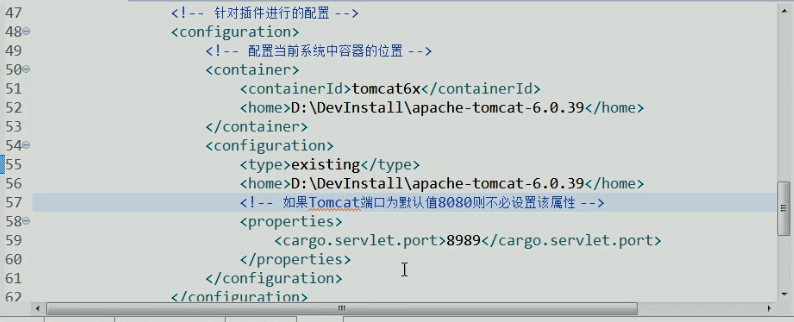 47 <!-- 针对插件进行的配置 -->
48 <configuration>
49 <!-- 配置当前系统中容器的位置 -->
50 <container>
51 <containerId>tomcat6x</containerId>
52 <home>D:\DevInstall\apache-tomcat-6.0.39</home>
53 </container>
54 <configuration>
55 <type>existing</type>
56 <home>D:\DevInstall\apache-tomcat-6.0.39</home>
57 <!-- 如果Tomcat端口为默认值8080则不必设置该属性 -->
58 <properties>
59 <cargo.servlet.port>8989</cargo.servlet.port>
60 </properties>
61 </configuration>
62 </configuration>